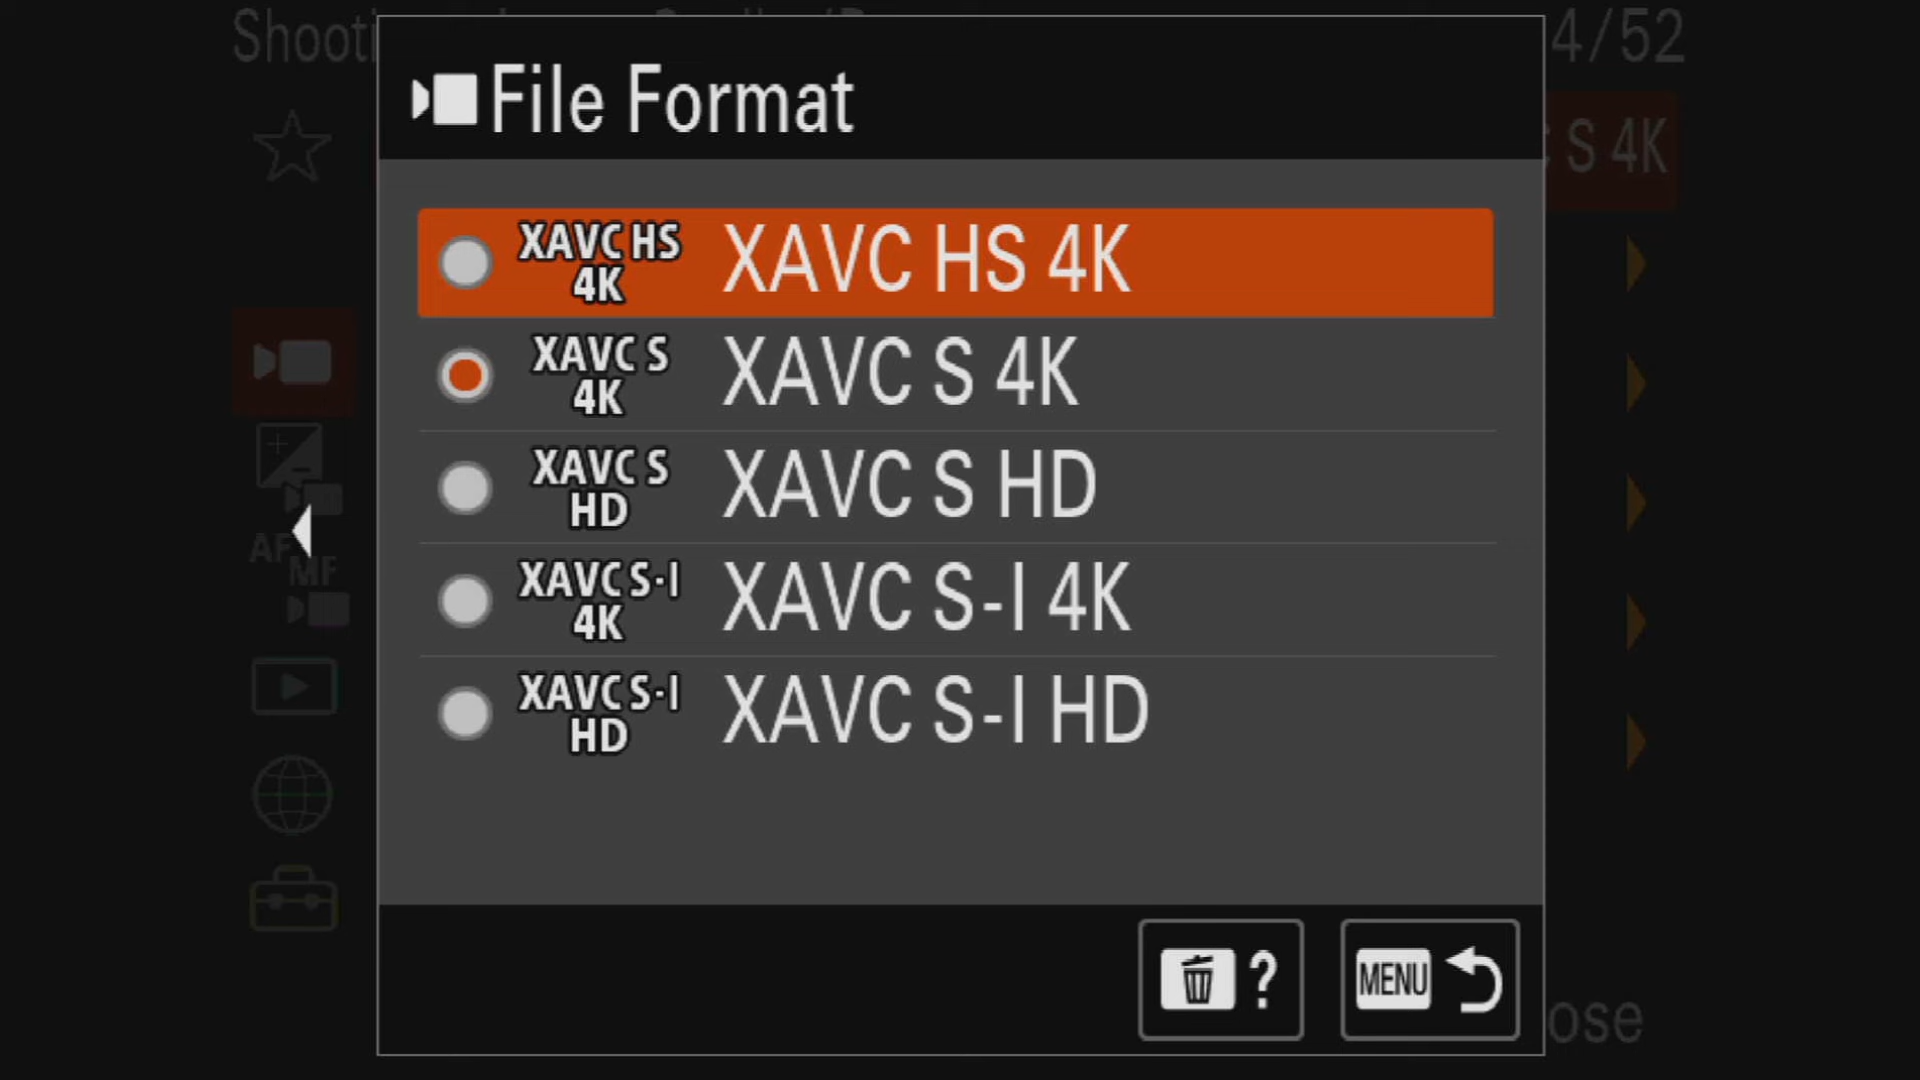 Shooti
4/52
File Format
S 4K
XAVC HS 4K XAVC HS 4K
XAVC S 4K XAVC S 4K
XAVC S HD XAVC S HD
XAVC S-I 4K XAVC S-I 4K
XAVC S-I HD XAVC S-I HD
AF MF
? MENU
ose